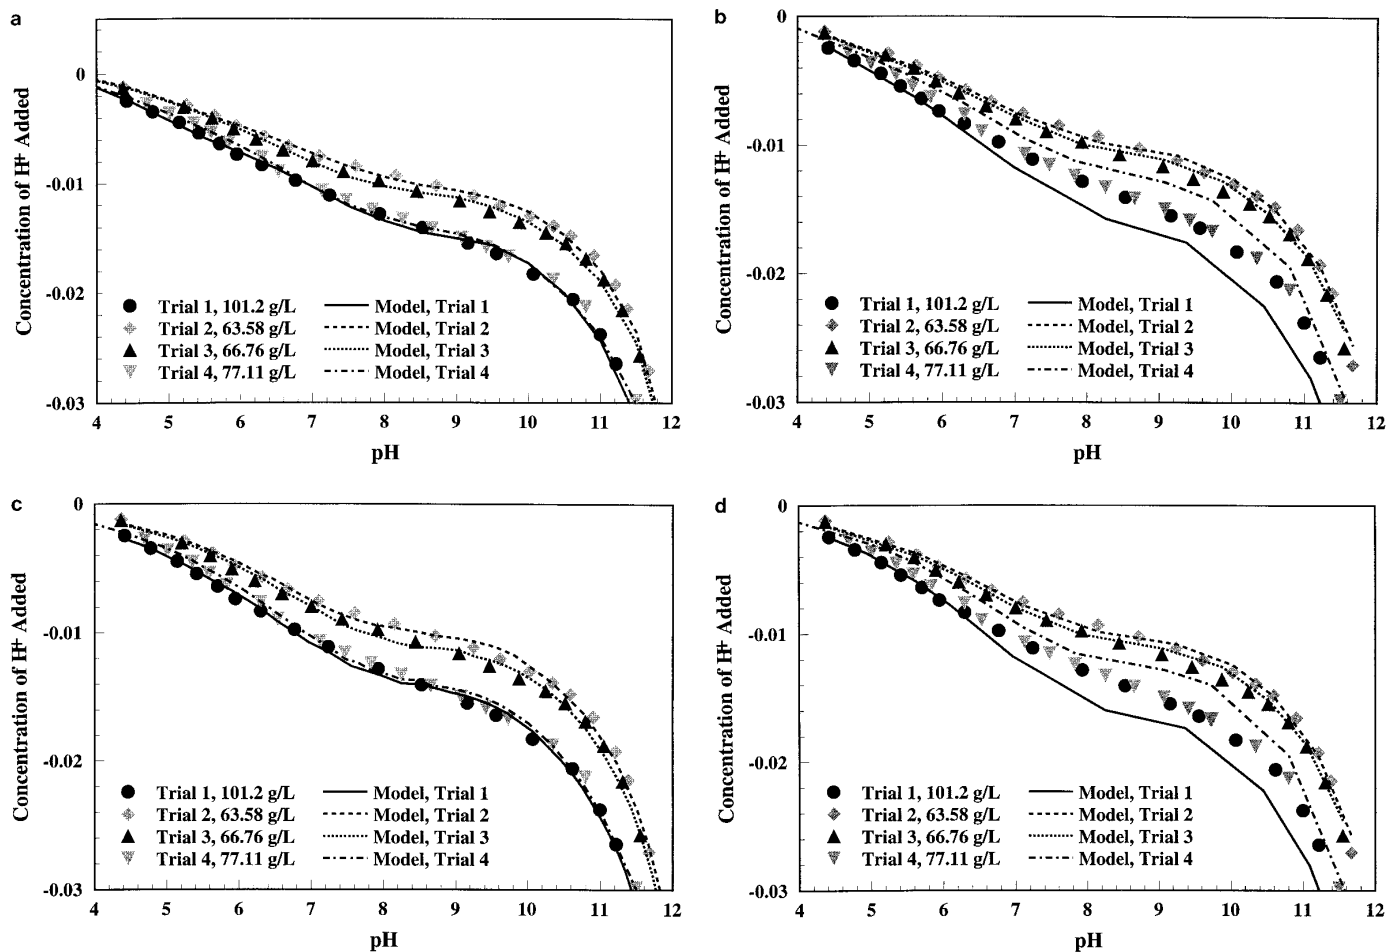 a
Concentration of H+ Added
0
-0.01
-0.02
-0.03
Trial 1, 101.2 g/L
Model, Trial 1
Trial 2, 63.58 g/L
Model, Trial 2
Trial 3, 66.76 g/L
Model, Trial 3
Trial 4, 77.11 g/L
Model, Trial 4
4 5 6 7 8 9 10 11 12
pH
b
Concentration of H+ Added
0
-0.01
-0.02
-0.03
Trial 1, 101.2 g/L
Model, Trial 1
Trial 2, 63.58 g/L
Model, Trial 2
Trial 3, 66.76 g/L
Model, Trial 3
Trial 4, 77.11 g/L
Model, Trial 4
4 5 6 7 8 9 10 11 12
pH
c
Concentration of H+ Added
0
-0.01
-0.02
-0.03
Trial 1, 101.2 g/L
Model, Trial 1
Trial 2, 63.58 g/L
Model, Trial 2
Trial 3, 66.76 g/L
Model, Trial 3
Trial 4, 77.11 g/L
Model, Trial 4
4 5 6 7 8 9 10 11 12
pH
d
Concentration of H+ Added
0
-0.01
-0.02
-0.03
Trial 1, 101.2 g/L
Model, Trial 1
Trial 2, 63.58 g/L
Model, Trial 2
Trial 3, 66.76 g/L
Model, Trial 3
Trial 4, 77.11 g/L
Model, Trial 4
4 5 6 7 8 9 10 11 12
pH